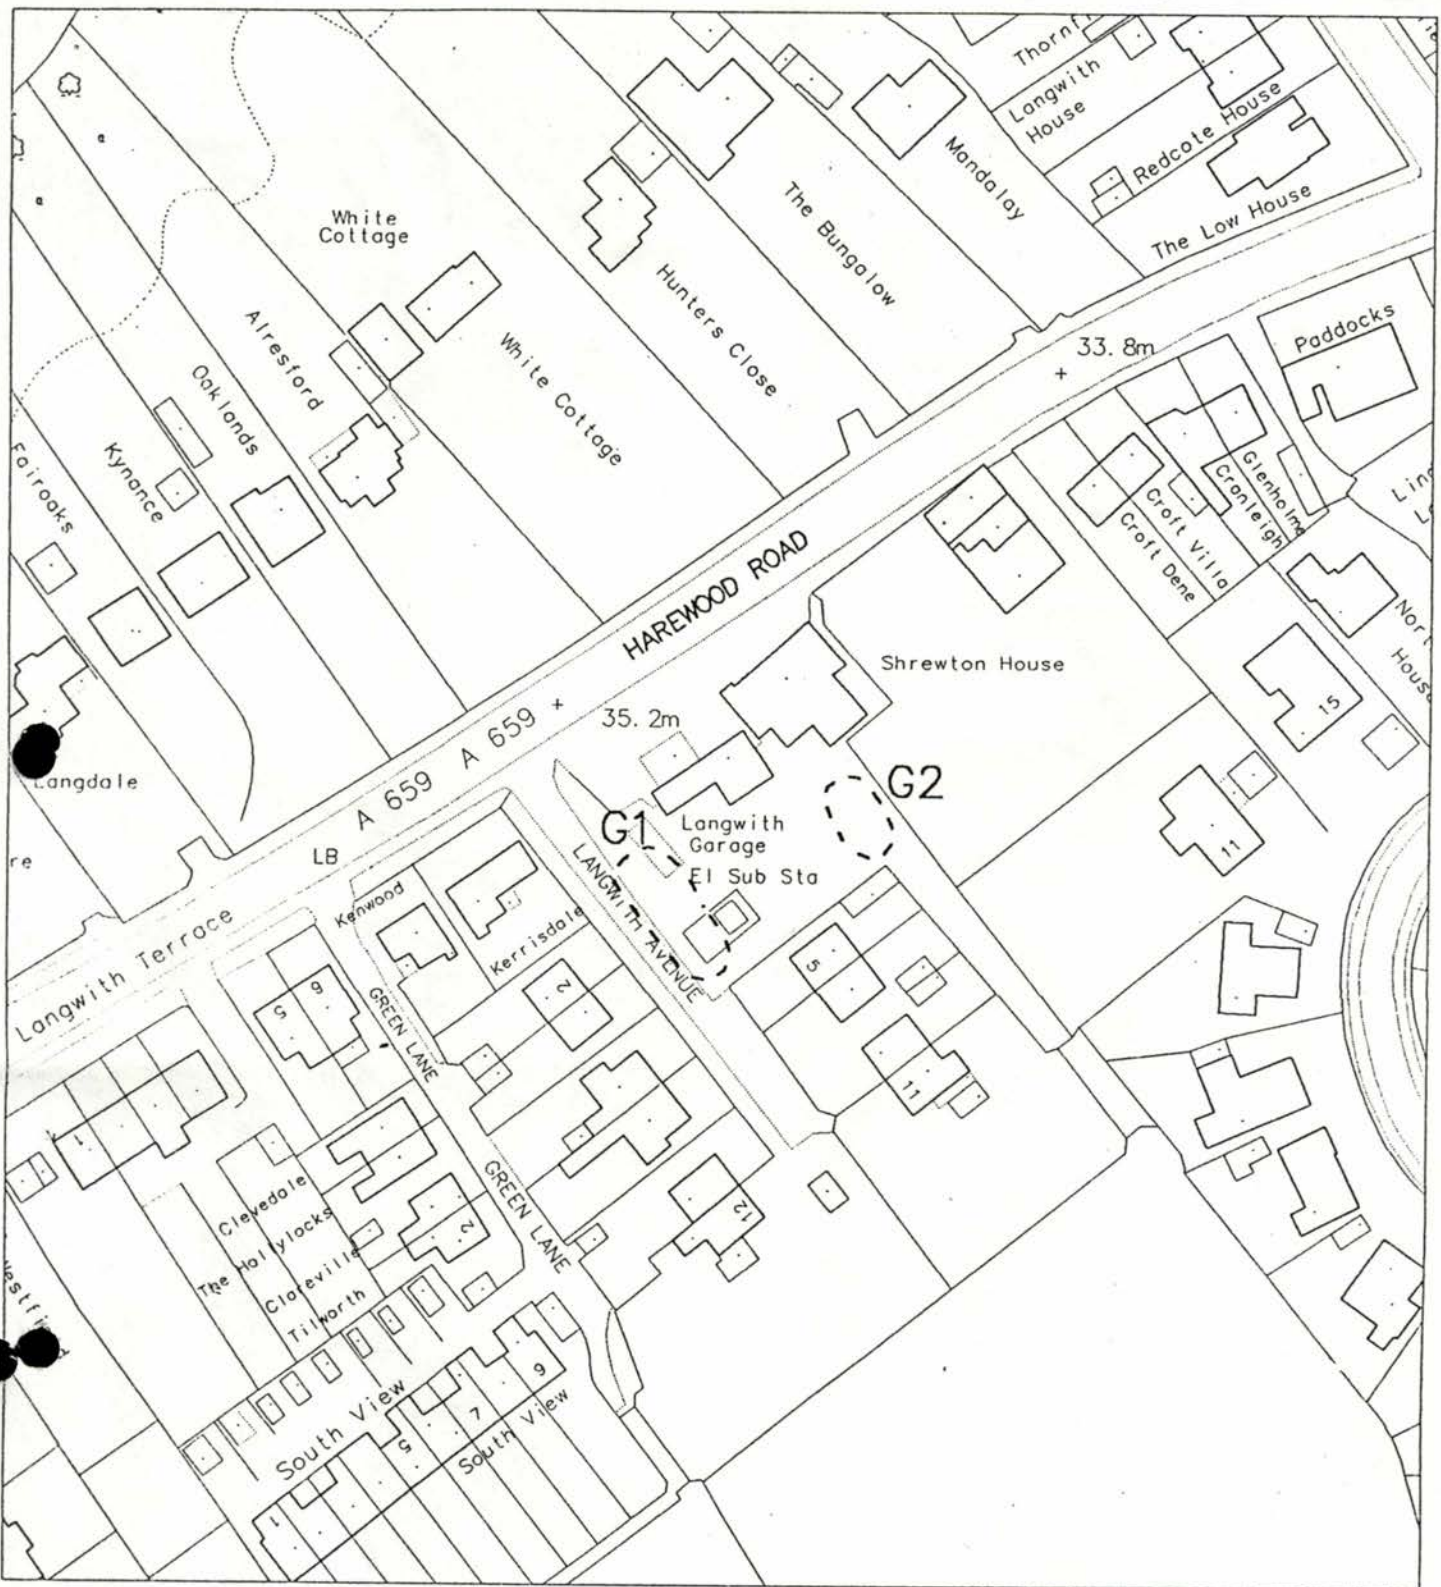 Langwith
House
Redcote House
The Low House
Mandalay
The Bungalow
Hunters Close
White
Cottage
White Cottage
Alresford
Oaklands
Kynance
Fairoaks
Langdale
33.8m
Paddocks
Glenholme
Cranleigh
Croft Villa
Croft Dene
HAREWOOD ROAD
A 659
A 659
35.2m
Shrewton House
15
11
G1
G2
Langwith
Garage
El Sub Sta
LANGWITH AVENUE
LB
Kenwood
Kerrisdale
Langwith Terrace
GREEN LANE
5
6
2
5
11
1
Clevedale
The Hollylocks
Clareville
Tilworth
2
GREEN LANE
12
South View
South View
1
5
7
9